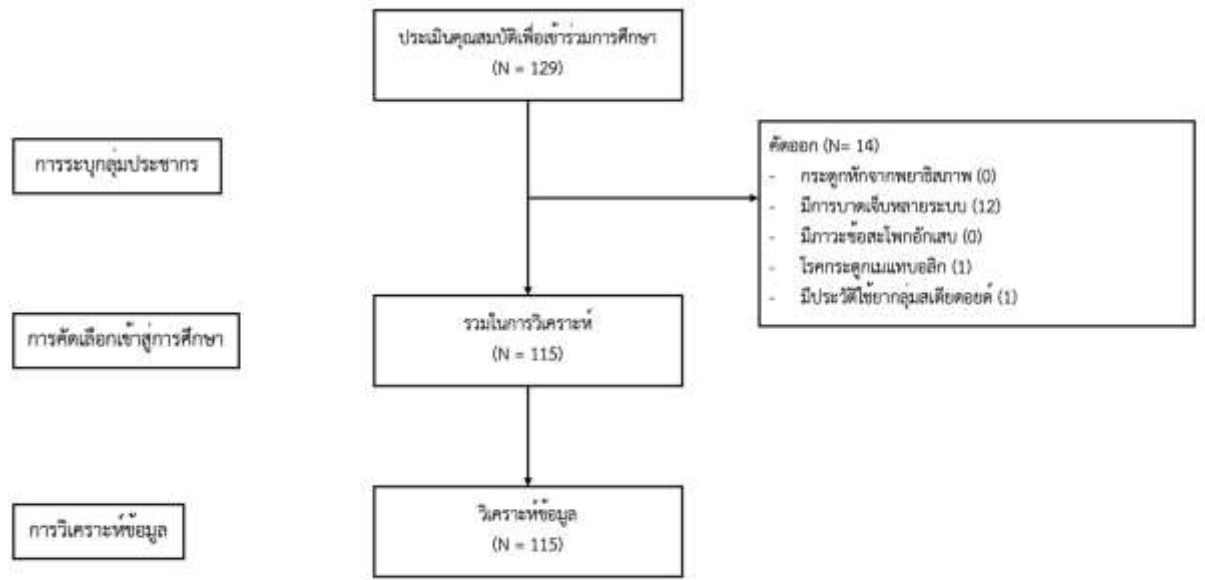 ประเมินคุณสมบัติเพื่อเข้าร่วมการศึกษา
(N = 129)
การระบุกลุ่มประชากร
คัดออก (N= 14)
- กระดูกหักจากพยาธิสภาพ (0)
- มีการบาดเจ็บหลายระบบ (12)
- มีภาวะข้อสะโพกอักเสบ (0)
- โรคกระดูกเมแทบอลิก (1)
- มีประวัติใช้ยากลุ่มสเตียดอยด์ (1)
การคัดเลือกเข้าสู่การศึกษา
รวมในการวิเคราะห์
(N = 115)
การวิเคราะห์ข้อมูล
วิเคราะห์ข้อมูล
(N = 115)